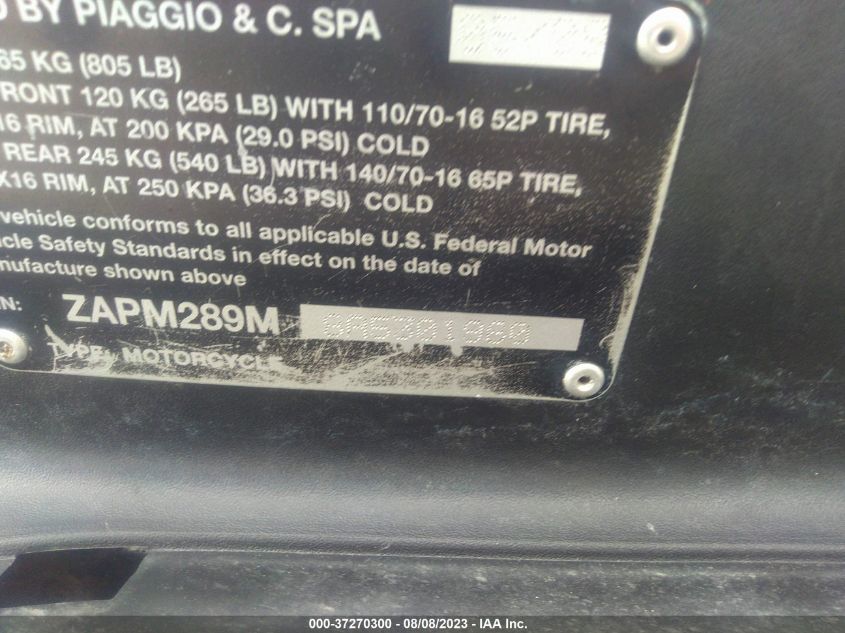 BY PIAGGIO & C. SPA
65 KG (805 LB)
FRONT 120 KG (265 LB) WITH 110/70-16 52P TIRE,
16 RIM, AT 200 KPA (29.0 PSI) COLD
REAR 245 KG (540 LB) WITH 140/70-16 65P TIRE,
X16 RIM, AT 250 KPA (36.3 PSI) COLD
vehicle conforms to all applicable U.S. Federal Motor
icle Safety Standards in effect on the date of
nufacture shown above
IN: ZAPM289M
TYPE: MOTORCYCLE
000-37270300 - 08/08/2023 - IAA Inc.